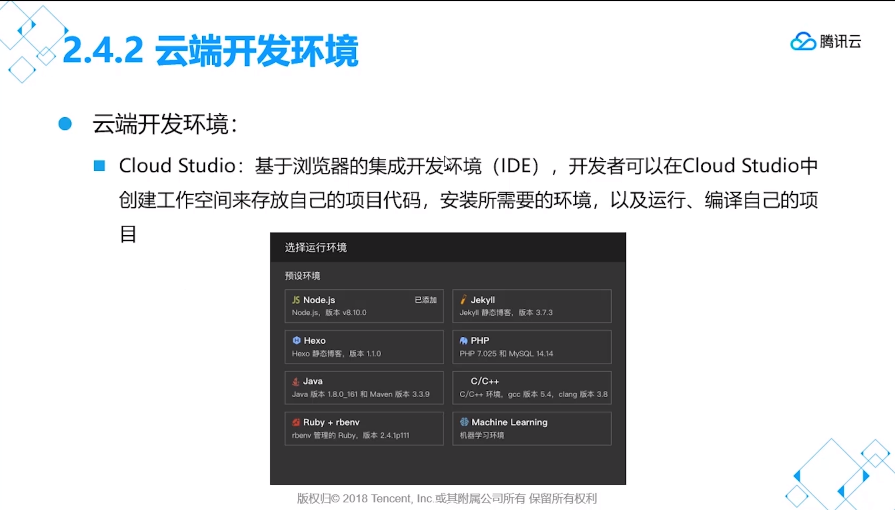 2.4.2 云端开发环境
腾讯云
云端开发环境：
Cloud Studio：基于浏览器的集成开发环境（IDE），开发者可以在Cloud Studio中
创建工作空间来存放自己的项目代码，安装所需要的环境，以及运行、编译自己的项
目
选择运行环境
预设环境
JS Node.js 已添加
Node.js，版本 v8.10.0
Jekyll
Jekyll 静态博客，版本 3.7.3
Hexo
Hexo 静态博客，版本 1.1.0
PHP
PHP 7.025 和 MySQL 14.14
Java
Java 版本 1.8.0_161 和 Maven 版本 3.3.9
C/C++
C/C++ 环境，gcc 版本 5.4，clang 版本 3.8
Ruby + rbenv
rbenv 管理的 Ruby，版本 2.4.1p111
Machine Learning
机器学习环境
版权归© 2018 Tencent, Inc.或其附属公司所有 保留所有权利